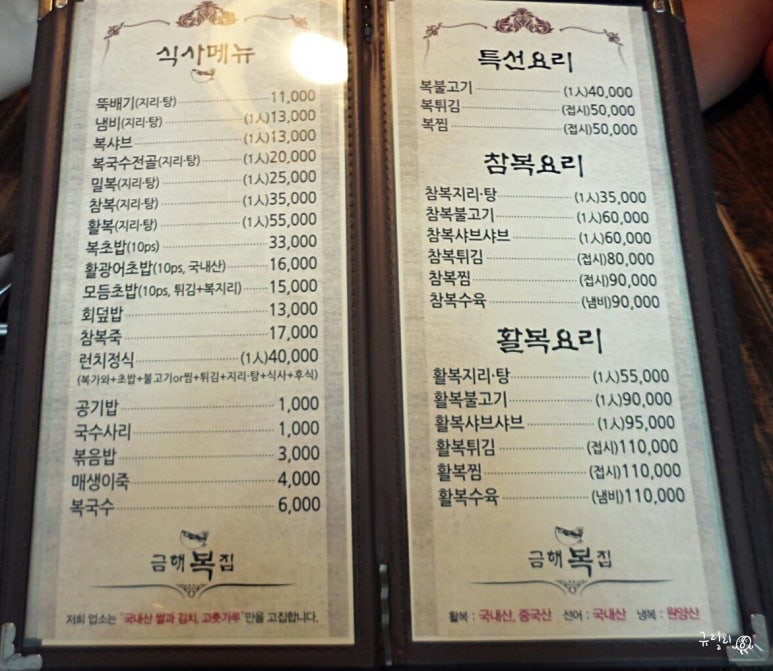 식사메뉴
뚝배기(지리·탕) 11,000
냄비(지리·탕) (1人)13,000
복샤브 (1人)13,000
복국수전골(지리·탕) (1人)20,000
밀복(지리·탕) (1人)25,000
참복(지리·탕) (1人)35,000
활복(지리·탕) (1人)55,000
복초밥(10ps) 33,000
활광어초밥(10ps, 국내산) 16,000
모듬초밥(10ps, 튀김+복지리) 15,000
회덮밥 13,000
참복죽 17,000
런치정식 (1人)40,000
(복가와+초밥+불고기or찜+튀김+지리·탕+식사+후식)
공기밥 1,000
국수사리 1,000
볶음밥 3,000
매생이죽 4,000
복국수 6,000
금해복집
저희 업소는 "국내산 쌀과 김치, 고춧가루"만을 고집합니다.
특선요리
복불고기 (1人)40,000
복튀김 (접시)50,000
복찜 (접시)50,000
참복요리
참복지리·탕 (1人)35,000
참복불고기 (1人)60,000
참복샤브샤브 (1人)60,000
참복튀김 (접시)80,000
참복찜 (접시)90,000
참복수육 (냄비)90,000
활복요리
활복지리·탕 (1人)55,000
활복불고기 (1人)90,000
활복샤브샤브 (1人)95,000
활복튀김 (접시)110,000
활복찜 (접시)110,000
활복수육 (냄비)110,000
금해복집
활복 : 국내산, 중국산 선어 : 국내산 냉복 : 원양산
규릴리